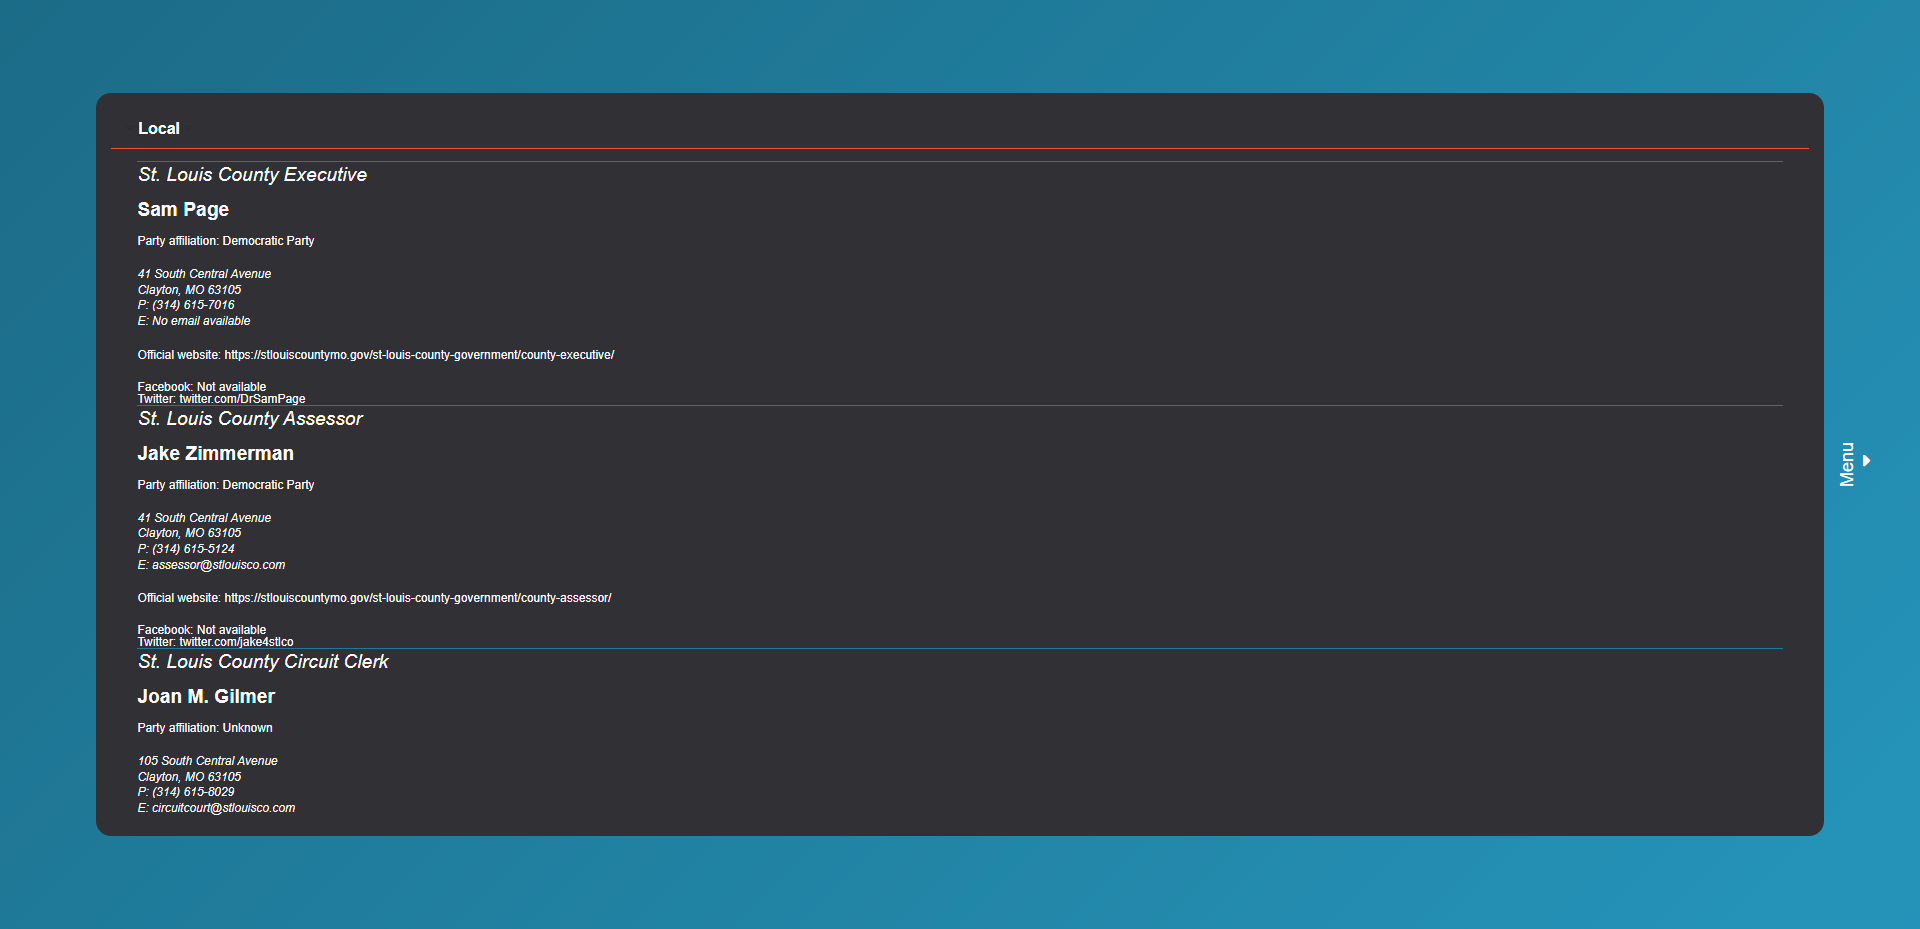 Local
St. Louis County Executive
Sam Page
Party affiliation: Democratic Party
41 South Central Avenue
Clayton, MO 63105
P: (314) 615-7016
E: No email available
Official website: https://stlouiscountymo.gov/st-louis-county-government/county-executive/
Facebook: Not available
Twitter: twitter.com/DrSamPage
St. Louis County Assessor
Jake Zimmerman
Party affiliation: Democratic Party
41 South Central Avenue
Clayton, MO 63105
P: (314) 615-5124
E: assessor@stlouisco.com
Official website: https://stlouiscountymo.gov/st-louis-county-government/county-assessor/
Facebook: Not available
Twitter: twitter.com/jake4stlco
St. Louis County Circuit Clerk
Joan M. Gilmer
Party affiliation: Unknown
105 South Central Avenue
Clayton, MO 63105
P: (314) 615-8029
E: circuitcourt@stlouisco.com
Menu